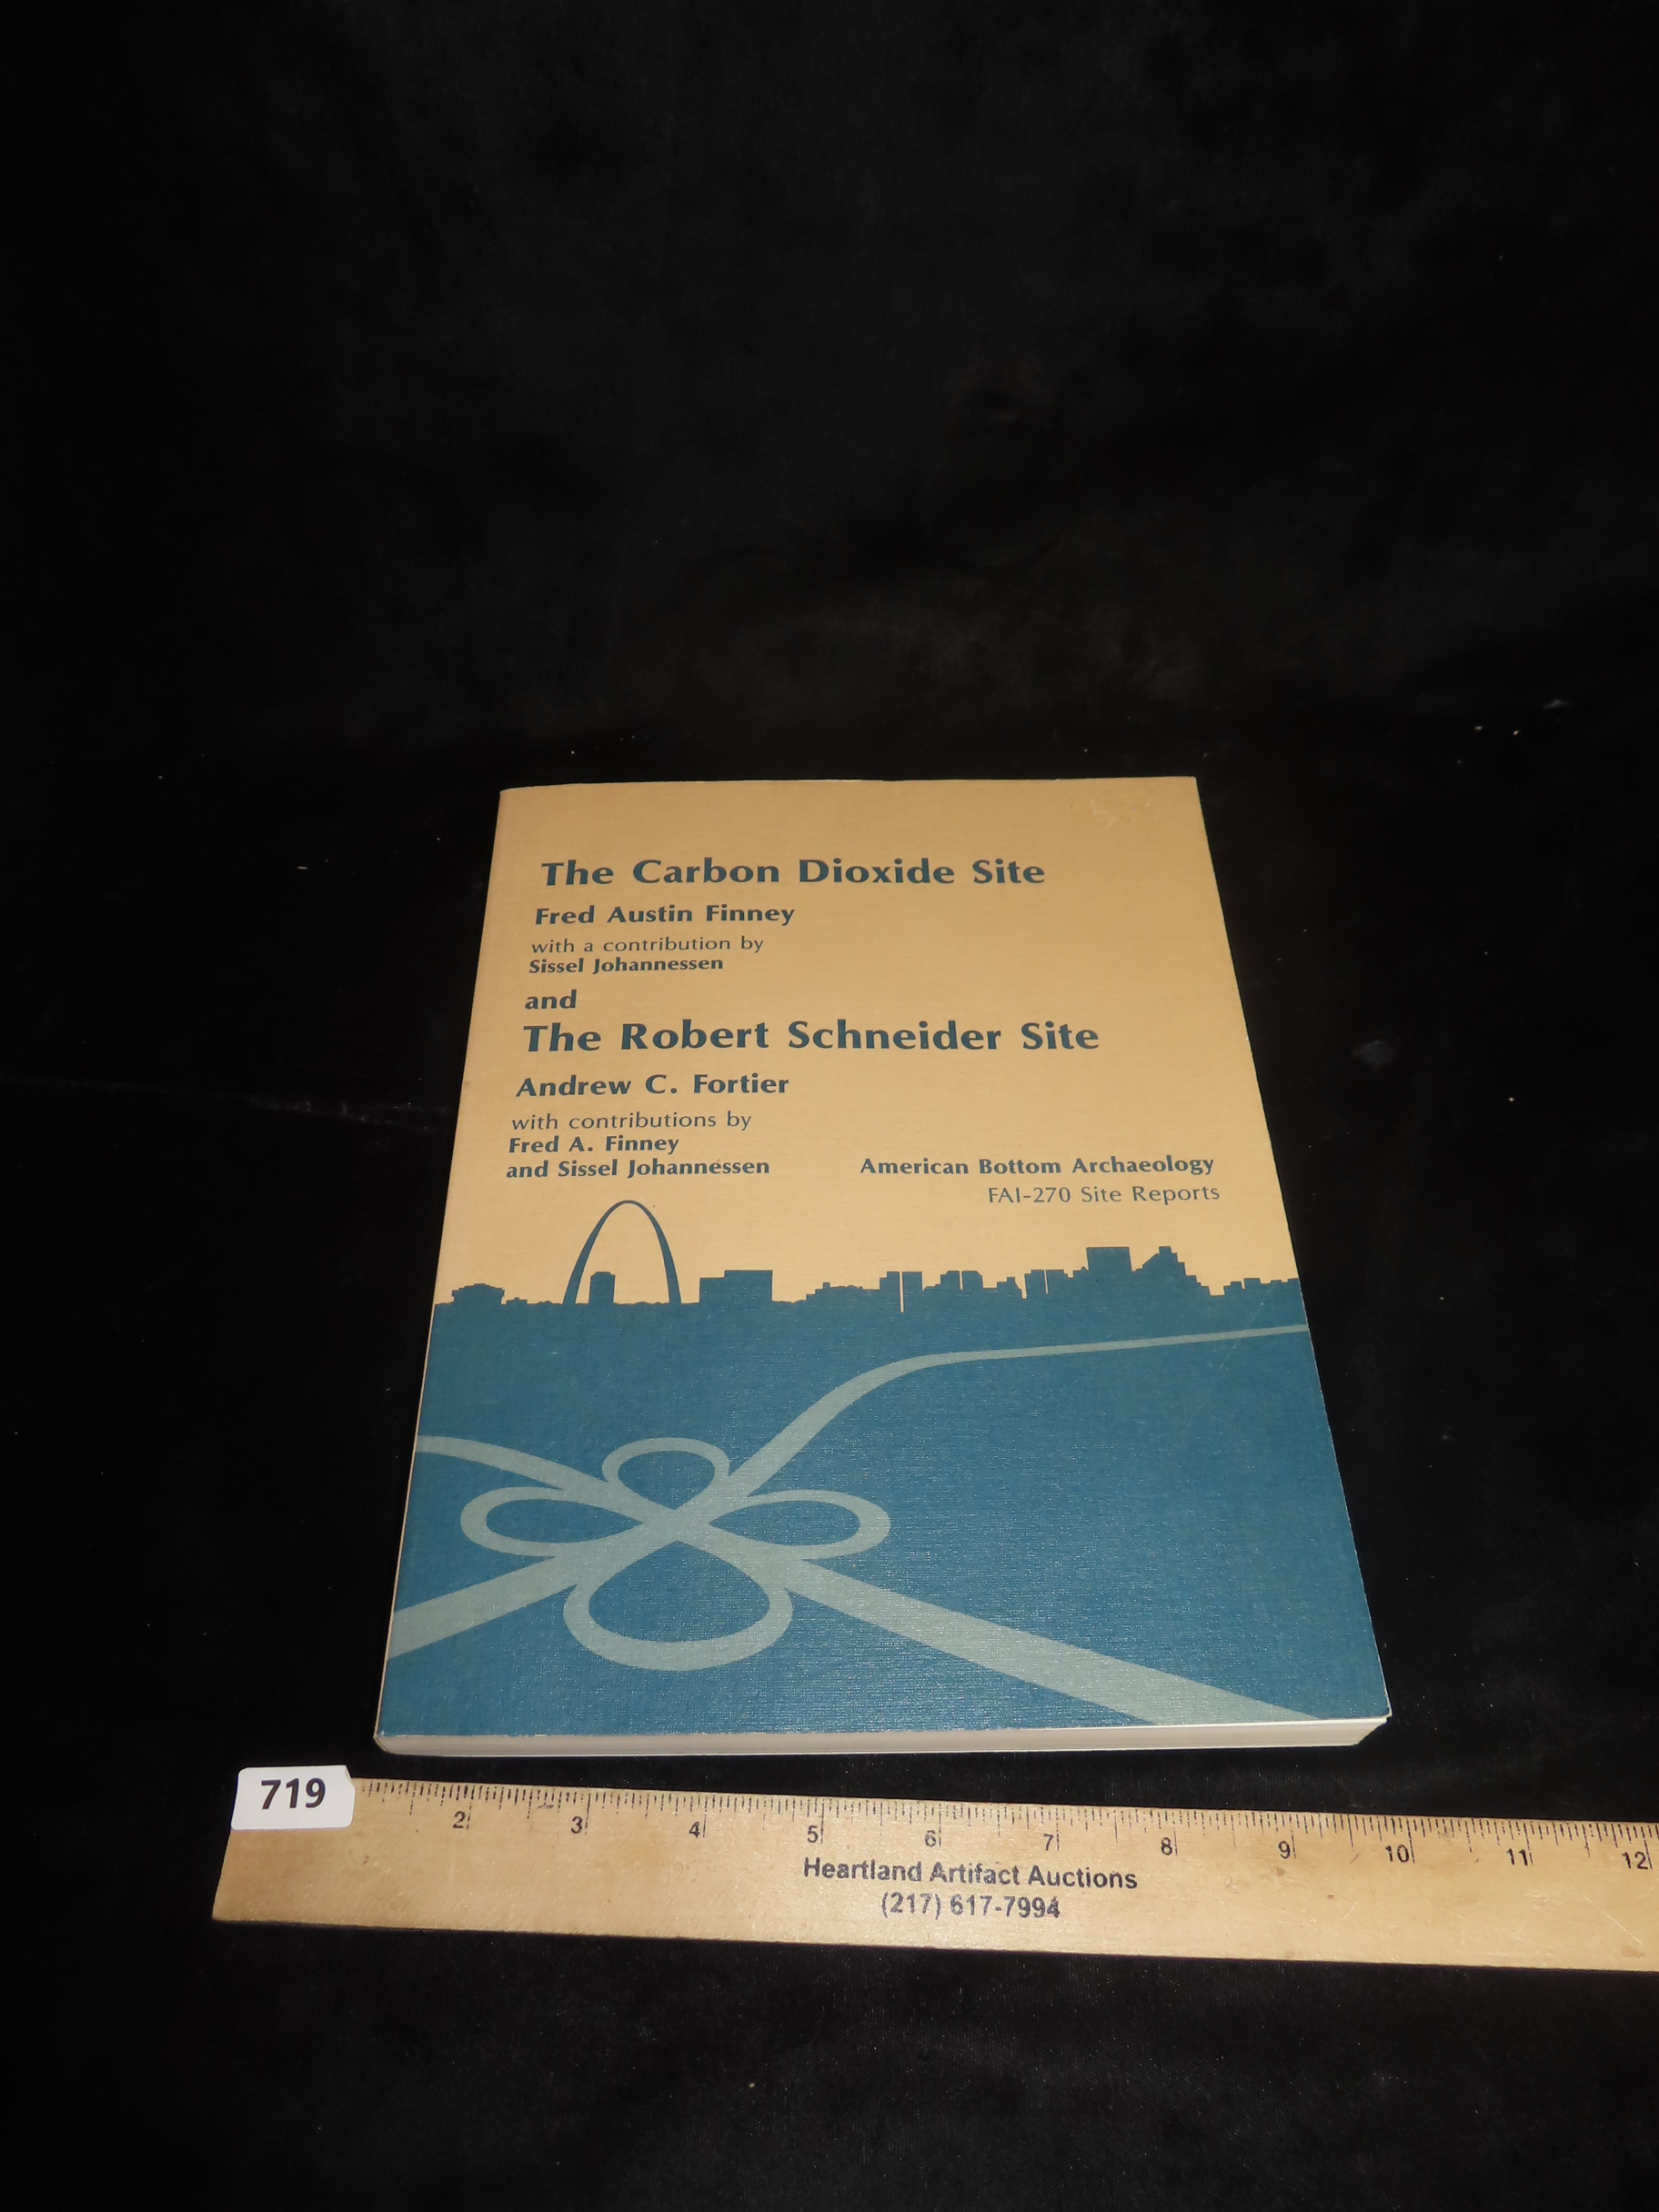 The Carbon Dioxide Site
Fred Austin Finney
with a contribution by
Sissel Johannessen
and
The Robert Schneider Site
Andrew C. Fortier
with contributions by
Fred A. Finney
and Sissel Johannessen
American Bottom Archaeology
FAI-270 Site Reports
719
2 3 4 5 6 7 8 9 10 11 12
Heartland Artifact Auctions
(217) 617-7994